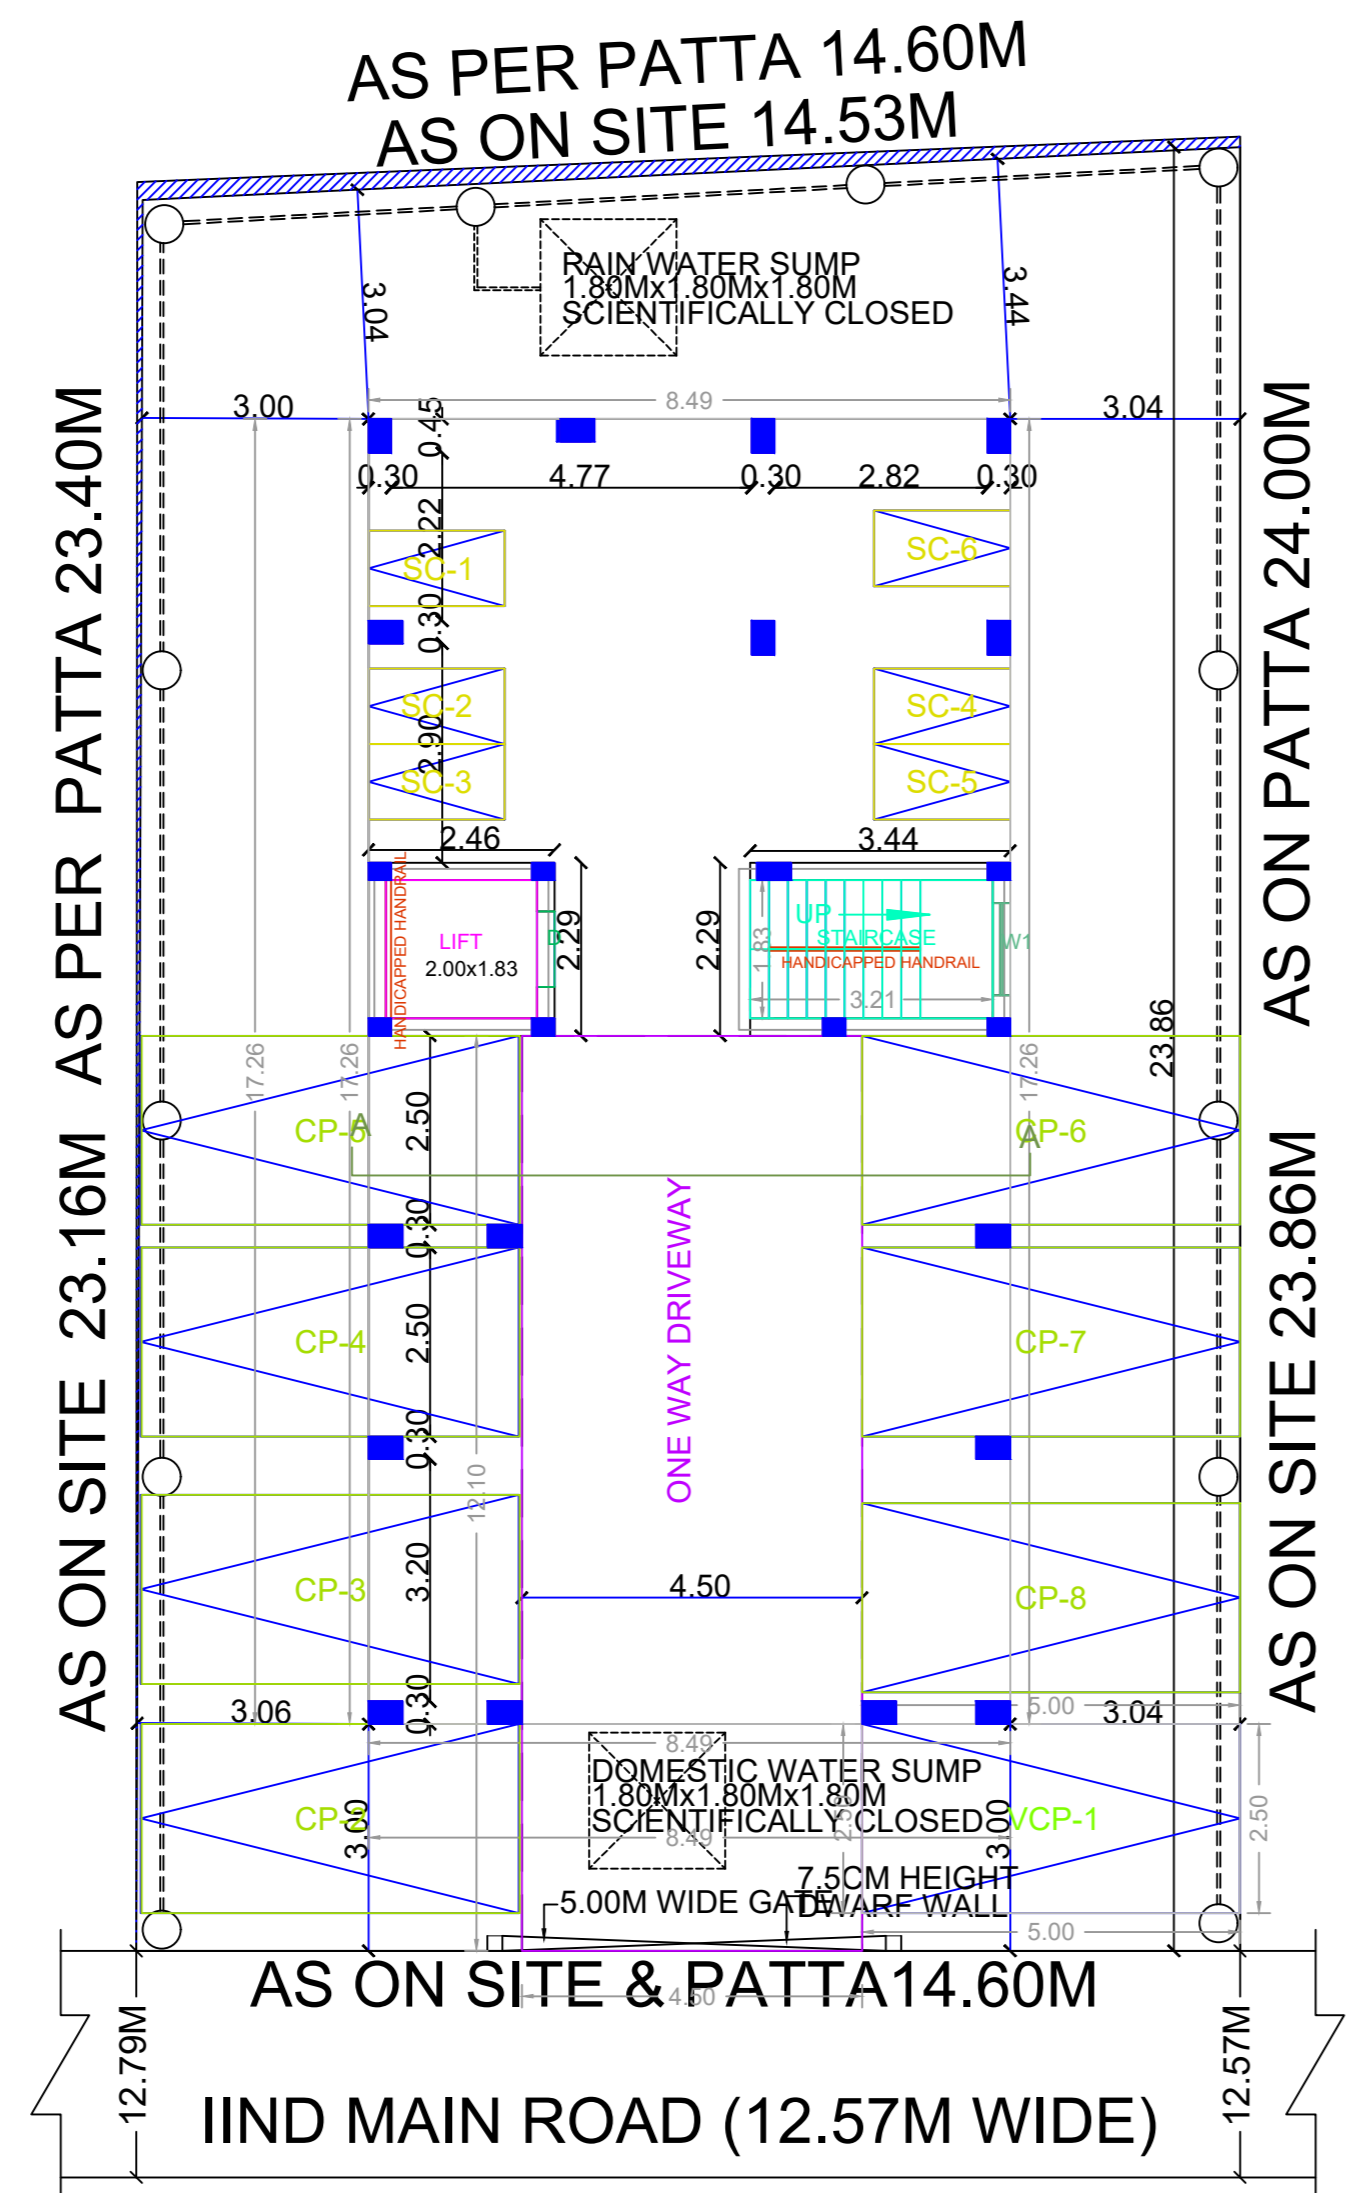 AS PER PATTA 14.60M
AS ON SITE 14.53M
RAIN WATER SUMP
1.80Mx1.80Mx1.80M
SCIENTIFICALLY CLOSED
3.04
3.44
8.49
3.00
3.04
0.45
0.30
4.77
0.30
2.82
0.30
2.22
SC-1
SC-6
0.30
SC-2
SC-4
2.90
SC-3
SC-5
AS PER PATTA 23.40M
AS ON PATTA 24.00M
2.46
3.44
HANDICAPPED HANDRAIL
LIFT
2.00x1.83
D
2.29
2.29
1.83
UP
STAIRCASE
HANDICAPPED HANDRAIL
3.21
W1
23.86
17.26
17.26
17.26
2.50
CP-5
A
A
CP-6
0.30
ONE WAY DRIVEWAY
AS ON SITE 23.16M
AS ON SITE 23.86M
2.50
CP-4
CP-7
0.30
12.10
3.20
CP-3
4.50
CP-8
0.30
3.06
5.00
3.04
8.49
DOMESTIC WATER SUMP
1.80Mx1.80Mx1.80M
SCIENTIFICALLY CLOSED
CP-2
3.00
8.49
2.50
3.00
VCP-1
2.50
7.5CM HEIGHT
DWARF WALL
5.00M WIDE GATE
5.00
AS ON SITE & PATTA14.60M
4.50
12.79M
12.57M
IIND MAIN ROAD (12.57M WIDE)